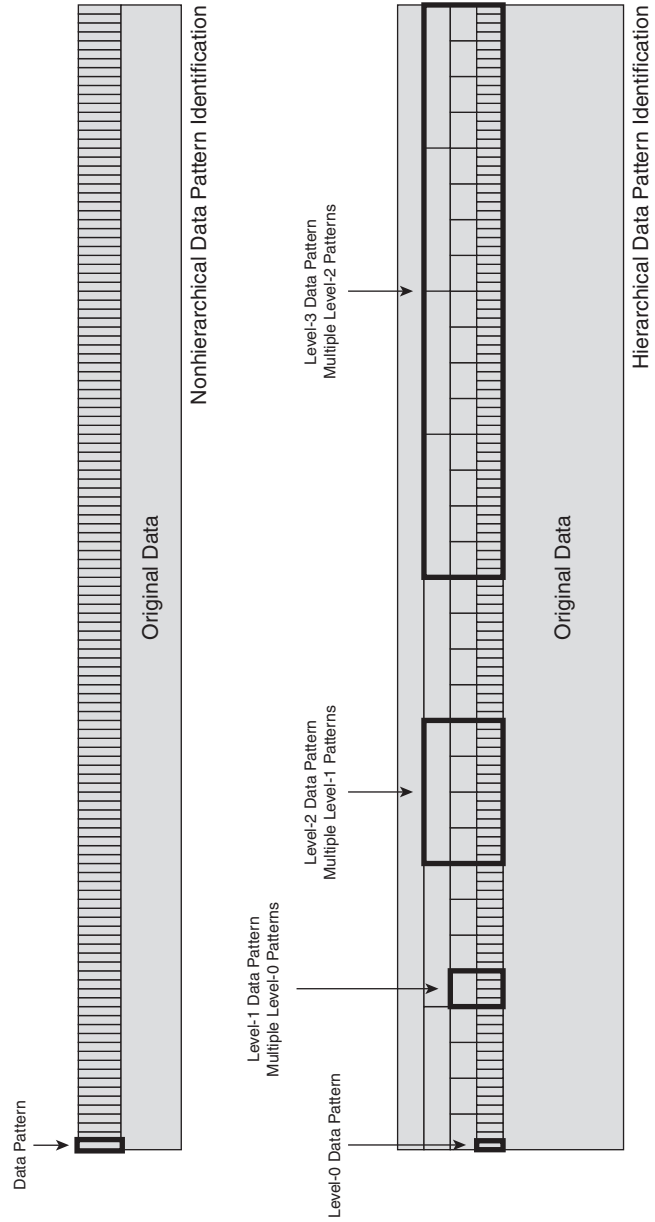 Data Pattern
Original Data
Nonhierarchical Data Pattern Identification
Level-0 Data Pattern
Level-1 Data Pattern
Multiple Level-0 Patterns
Level-2 Data Pattern
Multiple Level-1 Patterns
Level-3 Data Pattern
Multiple Level-2 Patterns
Original Data
Hierarchical Data Pattern Identification